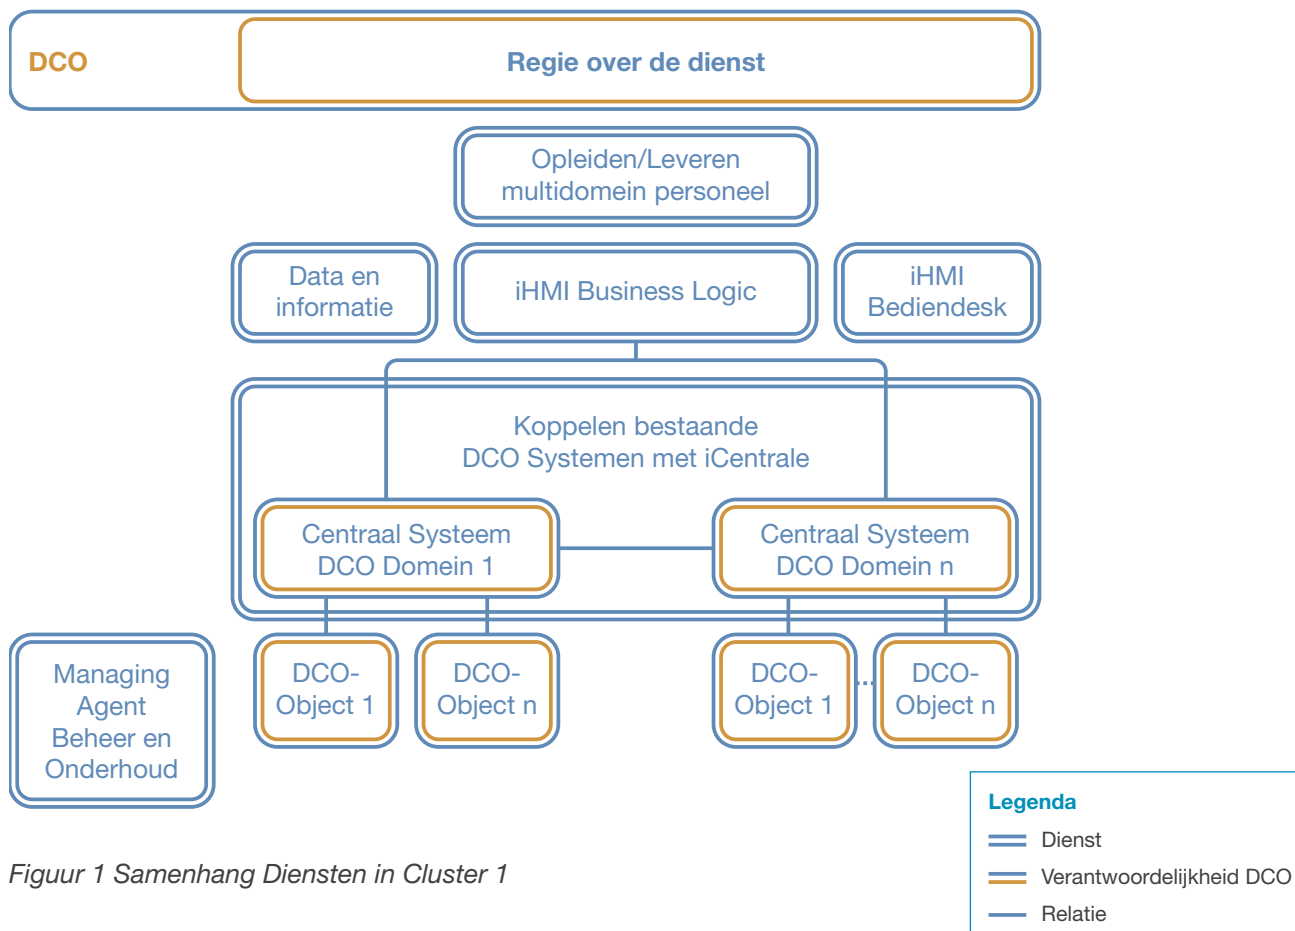 DCO
Regie over de dienst
Opleiden/Leveren
multidomein personeel
Data en
informatie
iHMI Business Logic
iHMI
Bediendesk
Koppelen bestaande
DCO Systemen met iCentrale
Centraal Systeem
DCO Domein 1
Centraal Systeem
DCO Domein n
Managing
Agent
Beheer en
Onderhoud
DCO-
Object 1
DCO-
Object n
DCO-
Object 1
DCO-
Object n
Legenda
Dienst
Verantwoordelijkheid DCO
Relatie
Figuur 1 Samenhang Diensten in Cluster 1